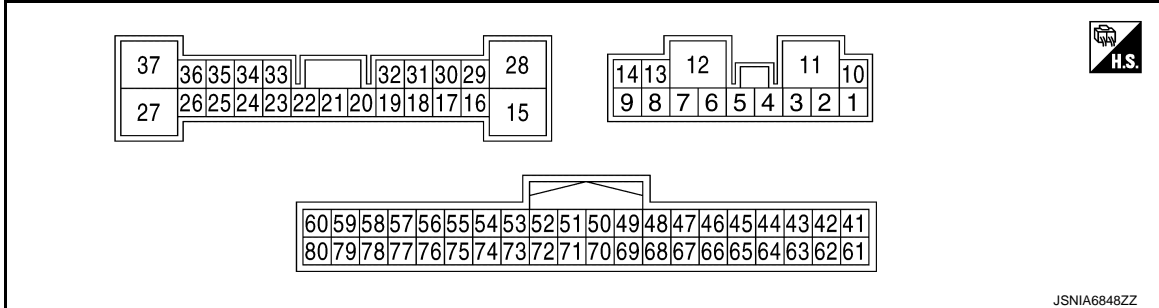 37 36 35 34 33 32 31 30 29 28
27 26 25 24 23 22 21 20 19 18 17 16 15
14 13 12 11 10
9 8 7 6 5 4 3 2 1
H.S.
60 59 58 57 56 55 54 53 52 51 50 49 48 47 46 45 44 43 42 41
80 79 78 77 76 75 74 73 72 71 70 69 68 67 66 65 64 63 62 61
JSNIA6848ZZ